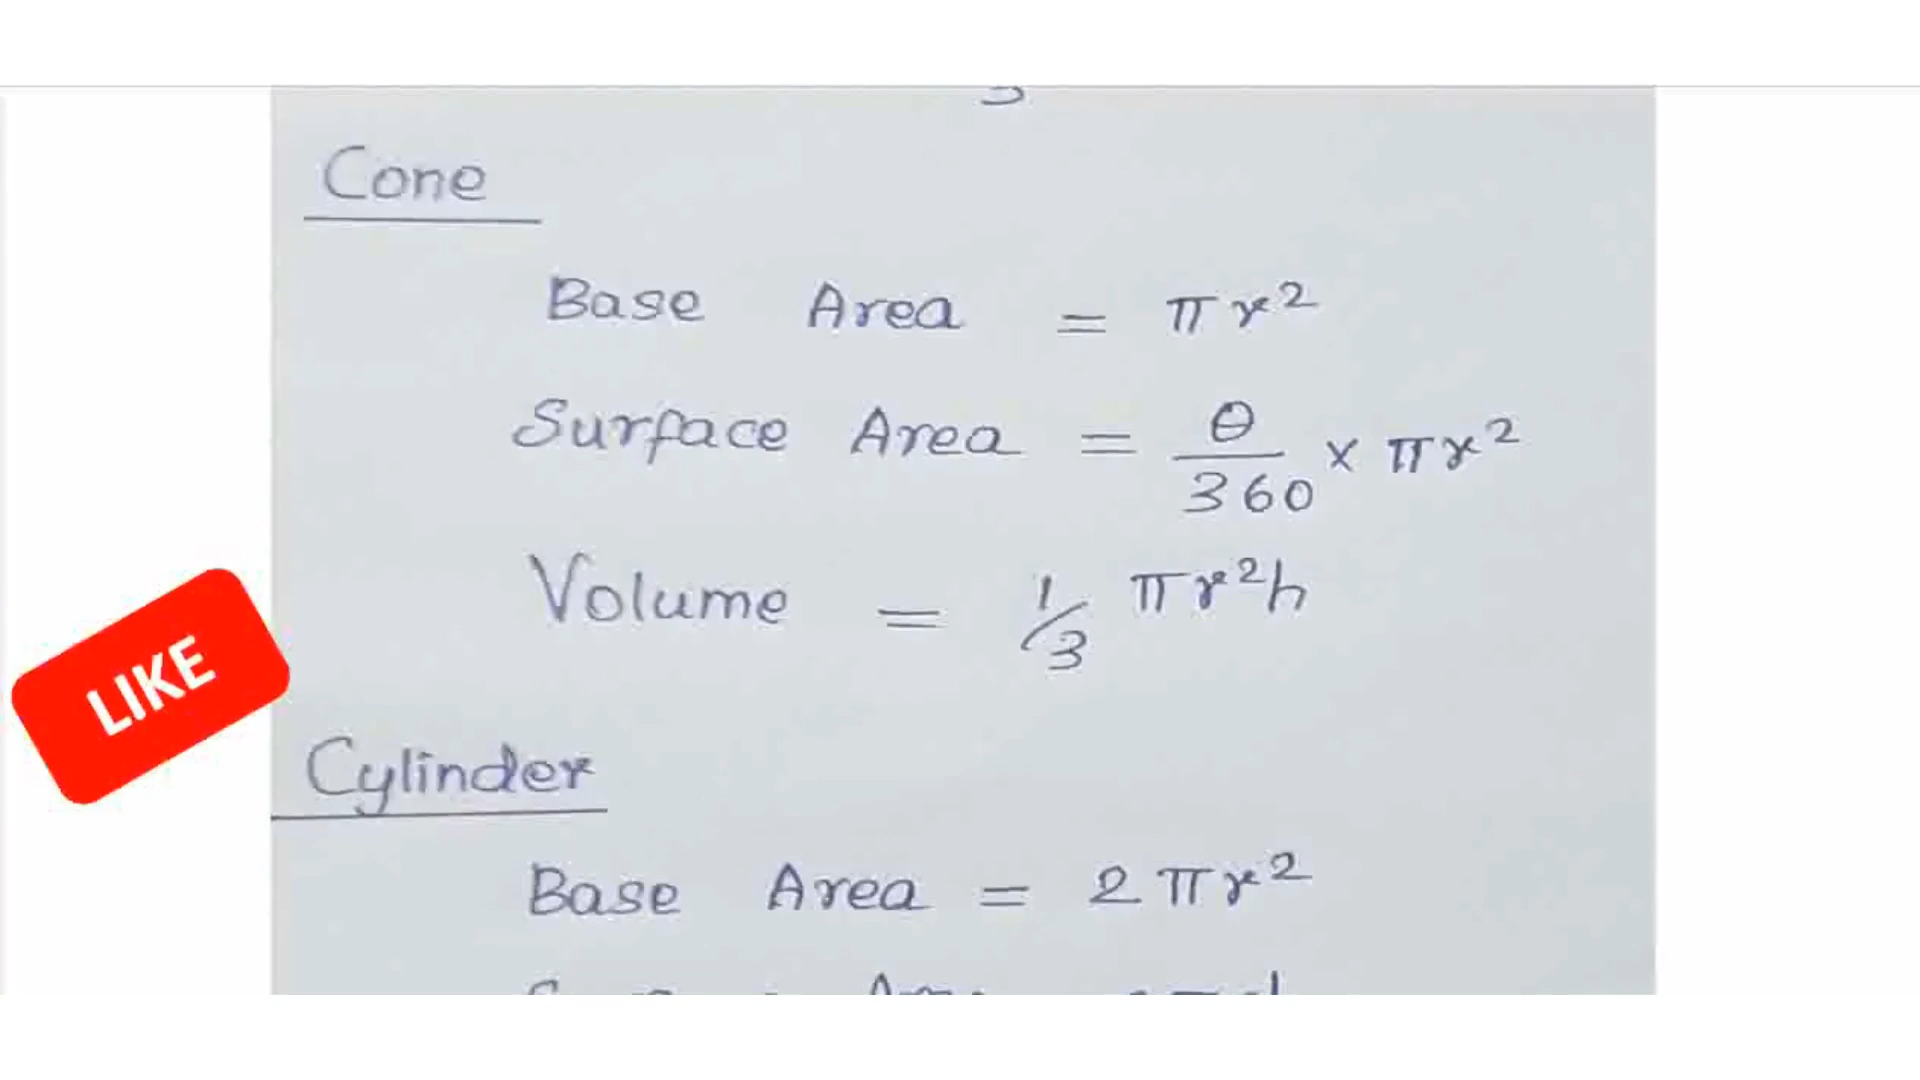 Cone
Base Area = πr²
Surface Area = θ/360 × πr²
Volume = 1/3 πr²h
LIKE
Cylinder
Base Area = 2πr²